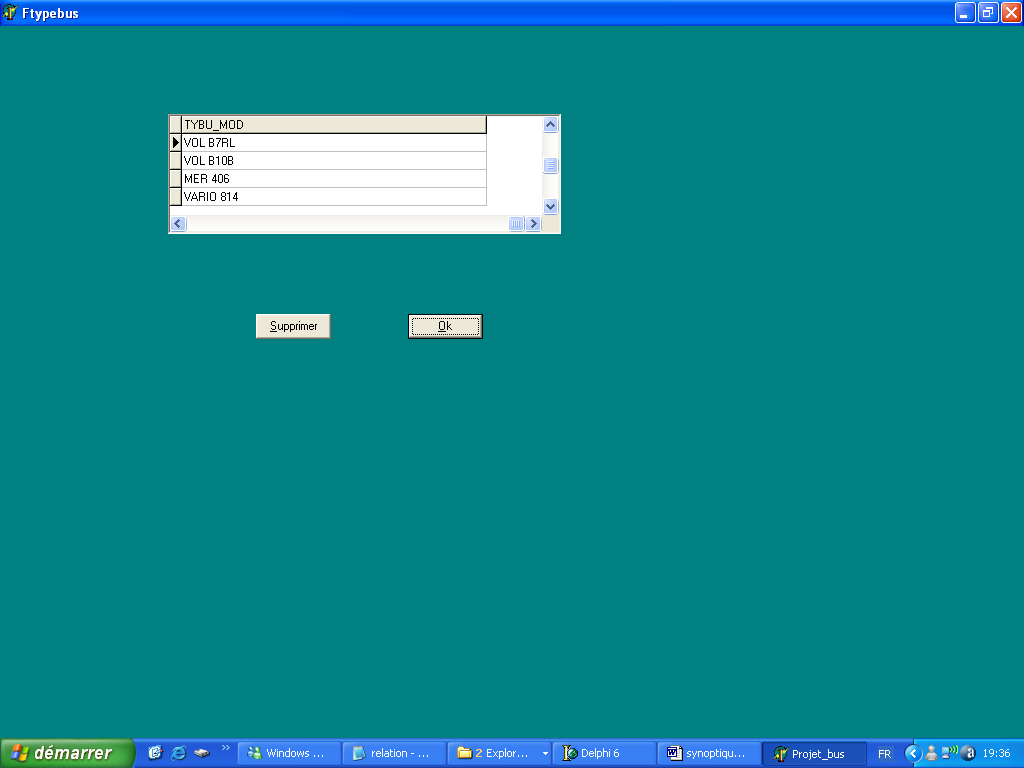 Ftypebus
TYBU_MOD
VOL B7RL
VOL B10B
MER 406
VARIO 814
Supprimer
Ok
démarrer
Windows ...
relation - ...
2 Explor...
Delphi 6
synoptiqu...
Projet_bus
FR
19:36